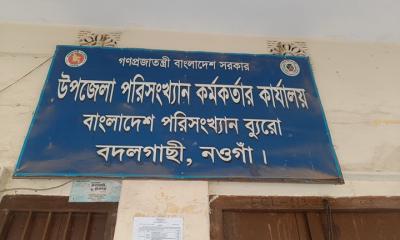 গণপ্রজাতন্ত্রী বাংলাদেশ সরকার
উপজেলা পরিসংখ্যান কর্মকর্তার কার্যালয়
বাংলাদেশ পরিসংখ্যান ব্যুরো
বদলগাছী, নওগাঁ।